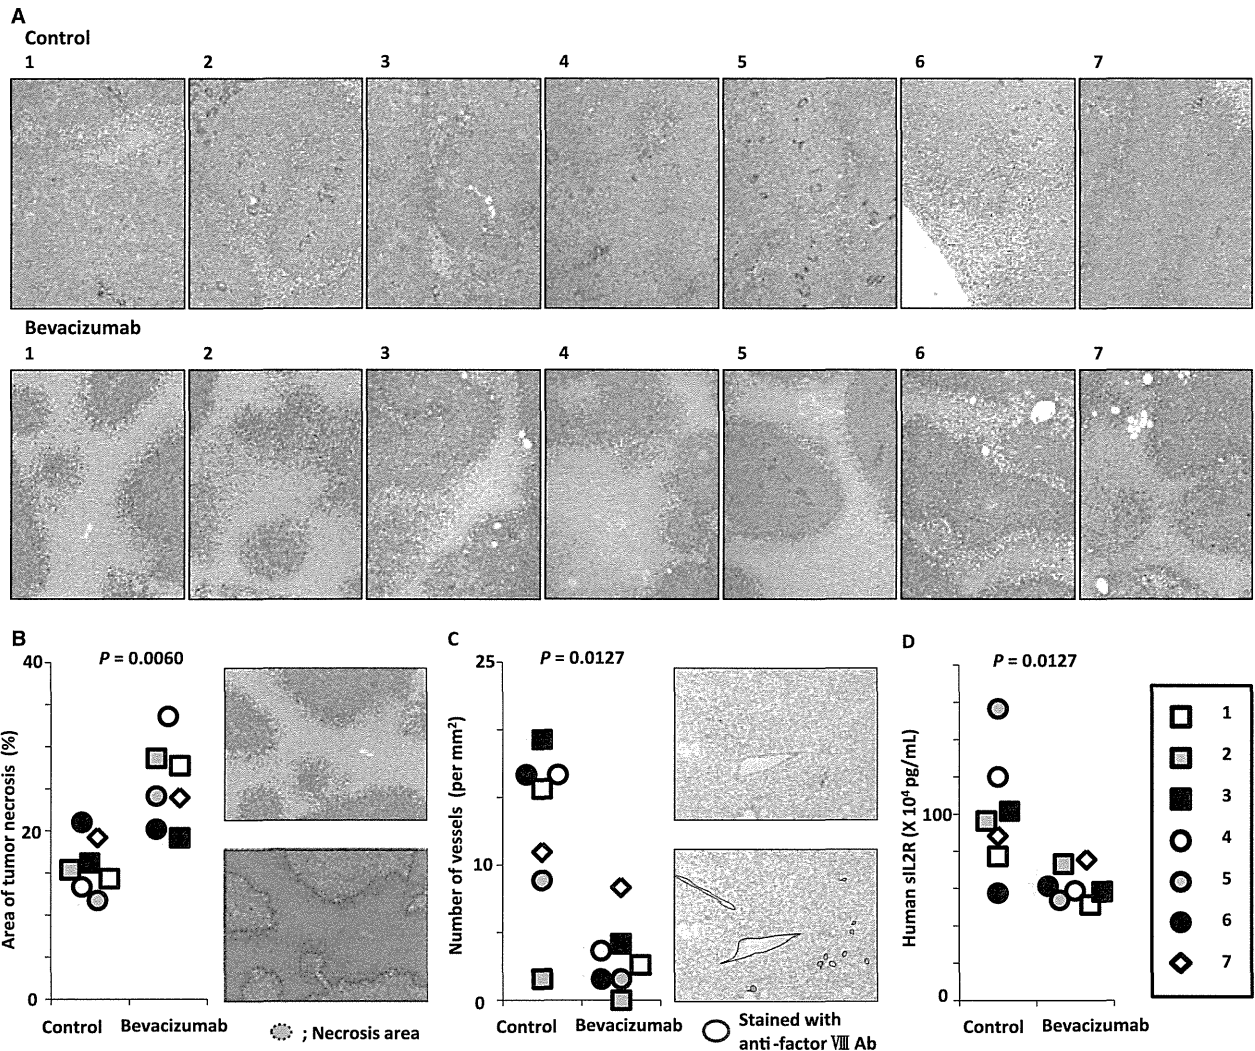 A
Control
1 2 3 4 5 6 7
Bevacizumab
1 2 3 4 5 6 7
B
P = 0.0060
40
20
0
Area of tumor necrosis (%)
Control Bevacizumab
; Necrosis area
C
P = 0.0127
25
10
0
Number of vessels (per mm²)
Control Bevacizumab
Stained with
anti-factor Ⅷ Ab
D
P = 0.0127
100
0
Human sIL2R (X 10⁴ pg/mL)
Control Bevacizumab
1
2
3
4
5
6
7